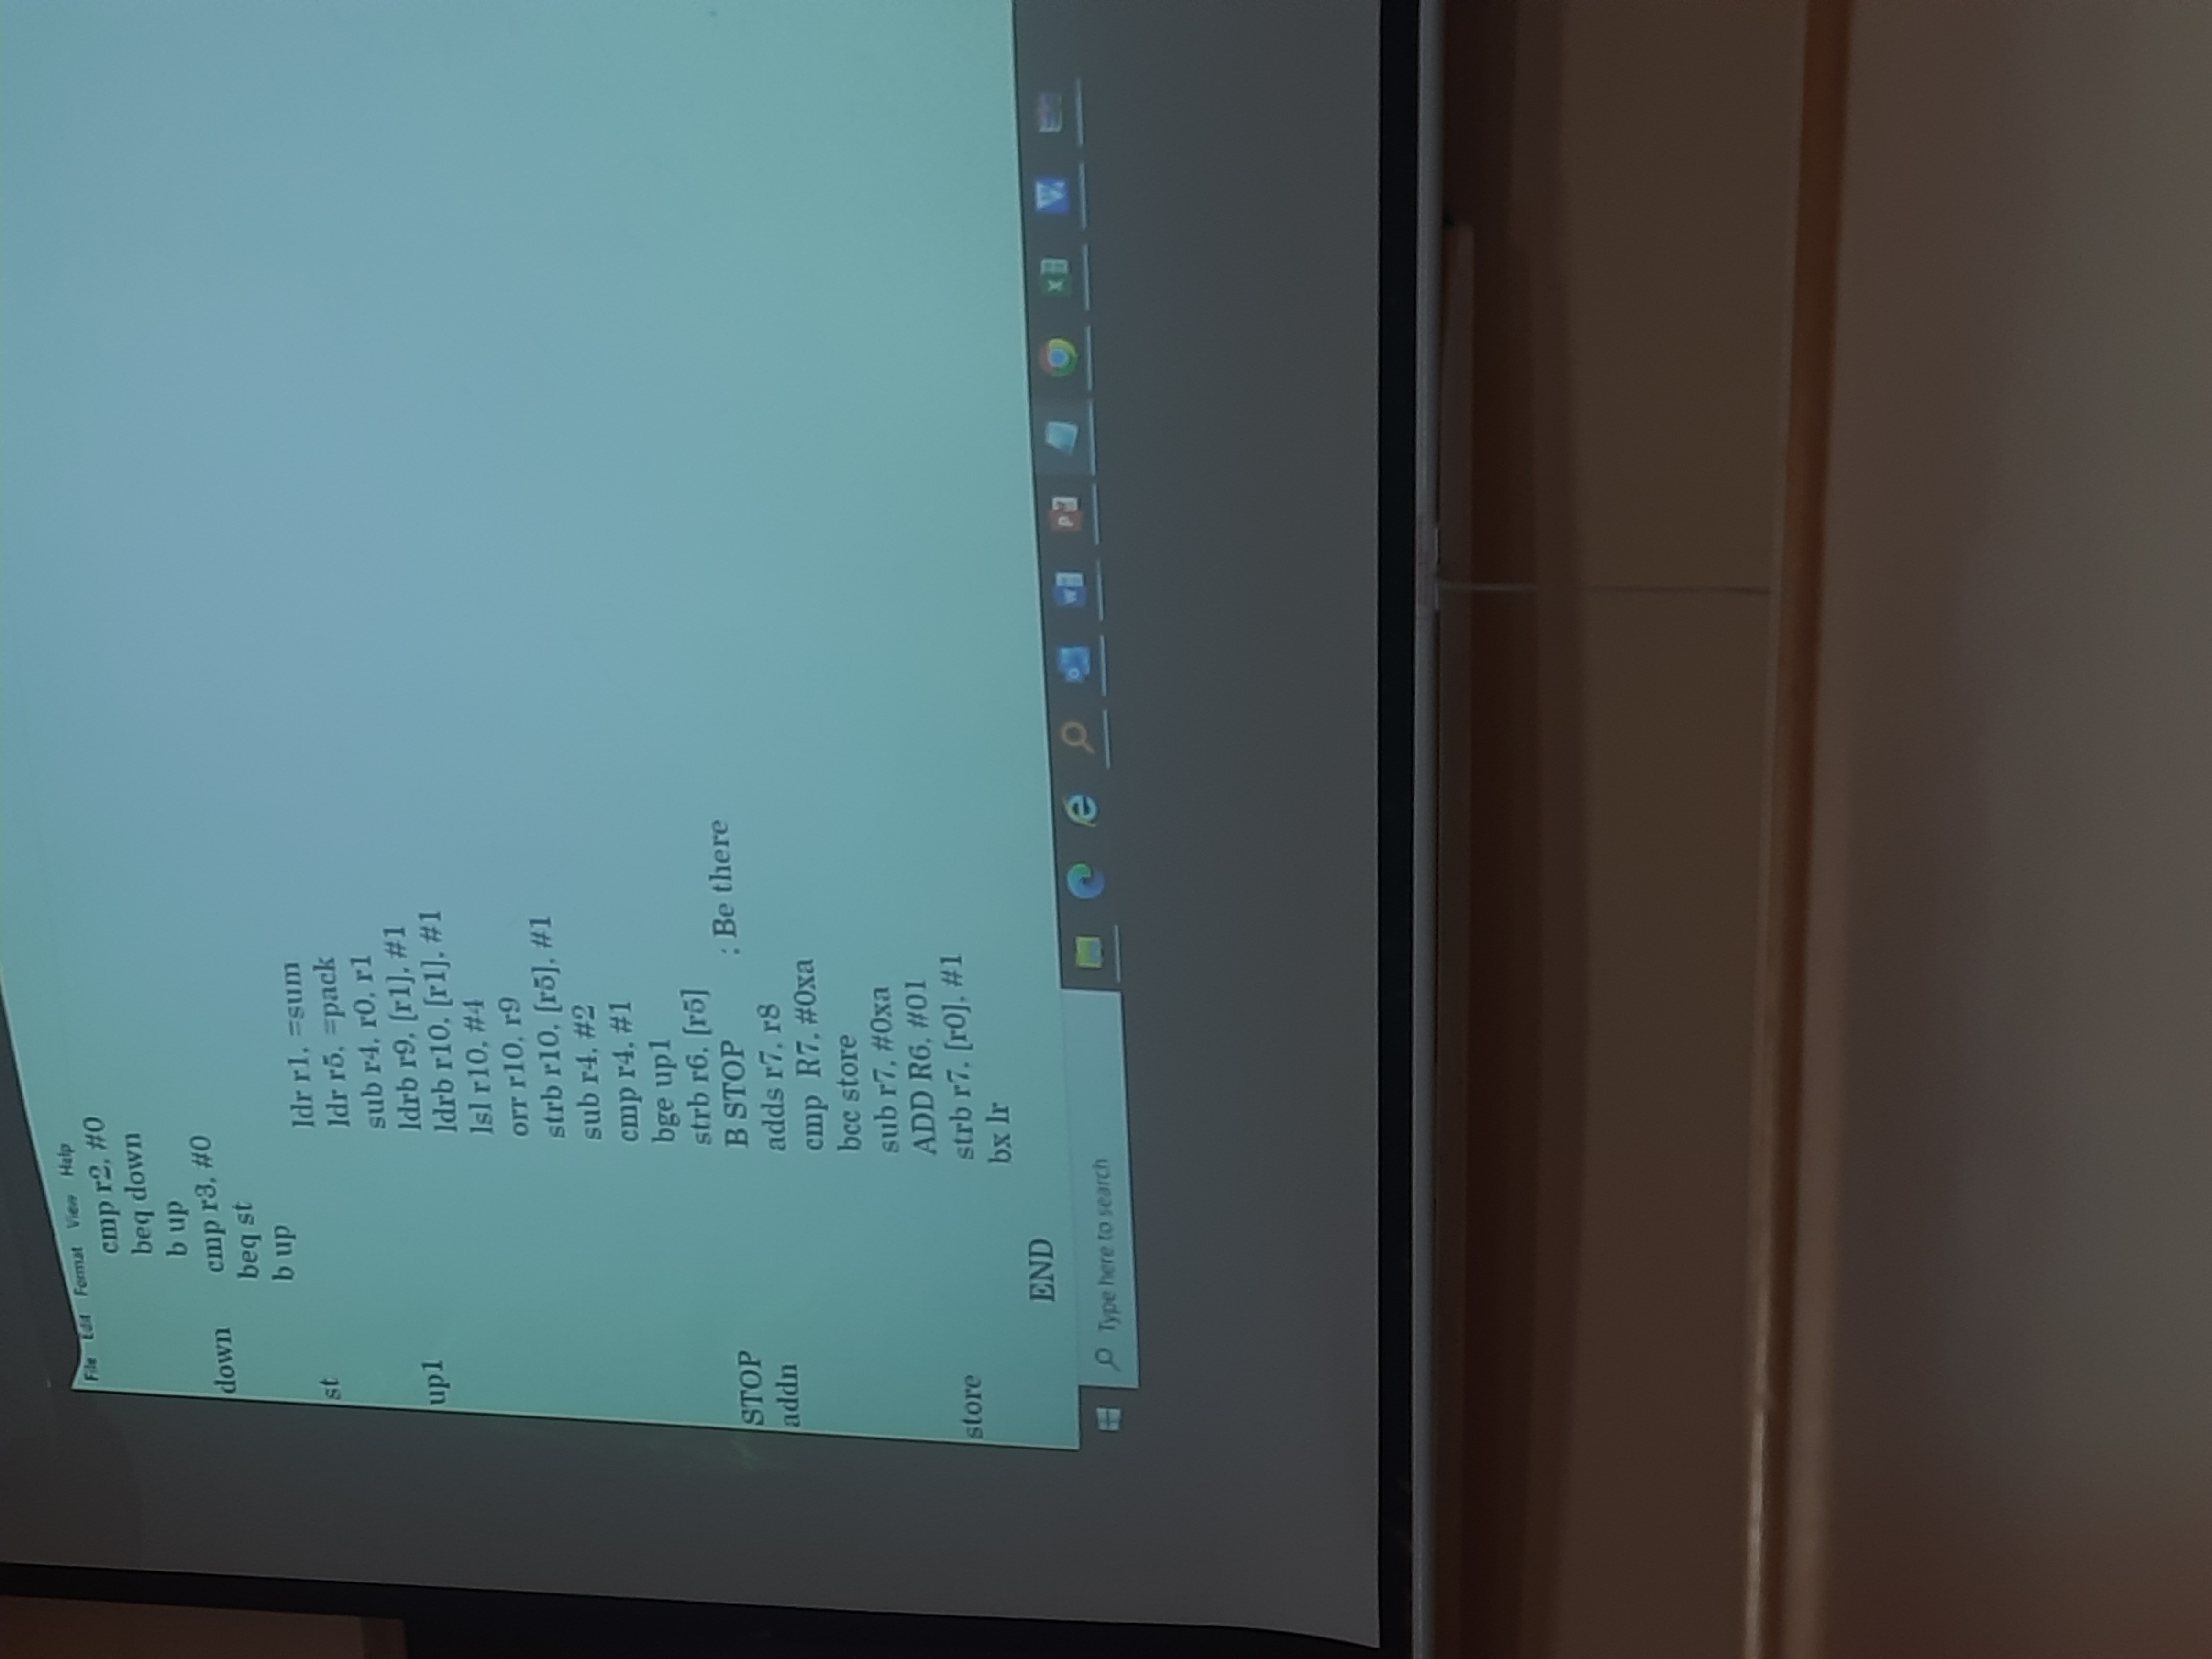 File Edit Format View Help
cmp r2, #0
beq down
b up
down cmp r3, #0
beq st
b up
st ldr r1, =sum
ldr r5, =pack
sub r4, r0, r1
up1 ldrb r9, [r1], #1
ldrb r10, [r1], #1
lsl r10, #4
orr r10, r9
strb r10, [r5], #1
sub r4, #2
cmp r4, #1
bge up1
strb r6, [r5]
STOP B STOP ; Be there
addn adds r7, r8
cmp R7, #0xa
bcc store
sub r7, #0xa
ADD R6, #01
store strb r7, [r0], #1
bx lr
END
Type here to search